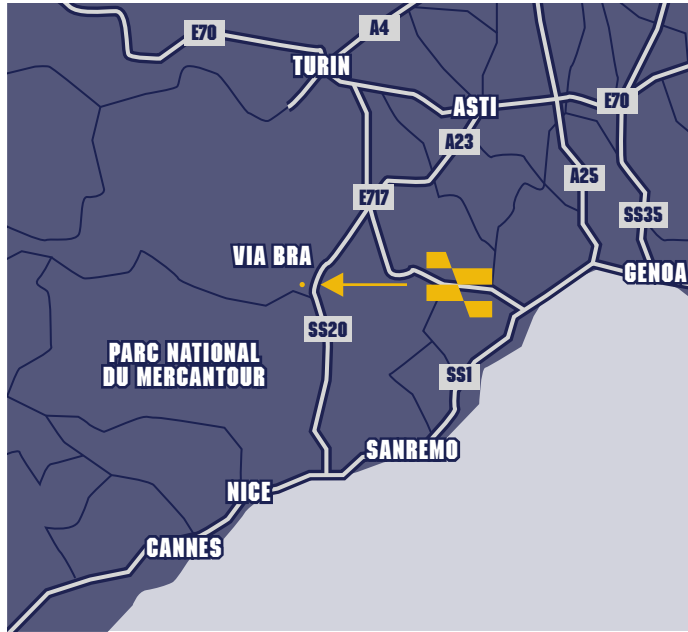 E70
A4
TURIN
ASTI
E70
A23
A25
E717
SS35
VIA BRA
GENOA
SS20
PARC NATIONAL
DU MERCANTOUR
SS1
SANREMO
NICE
CANNES